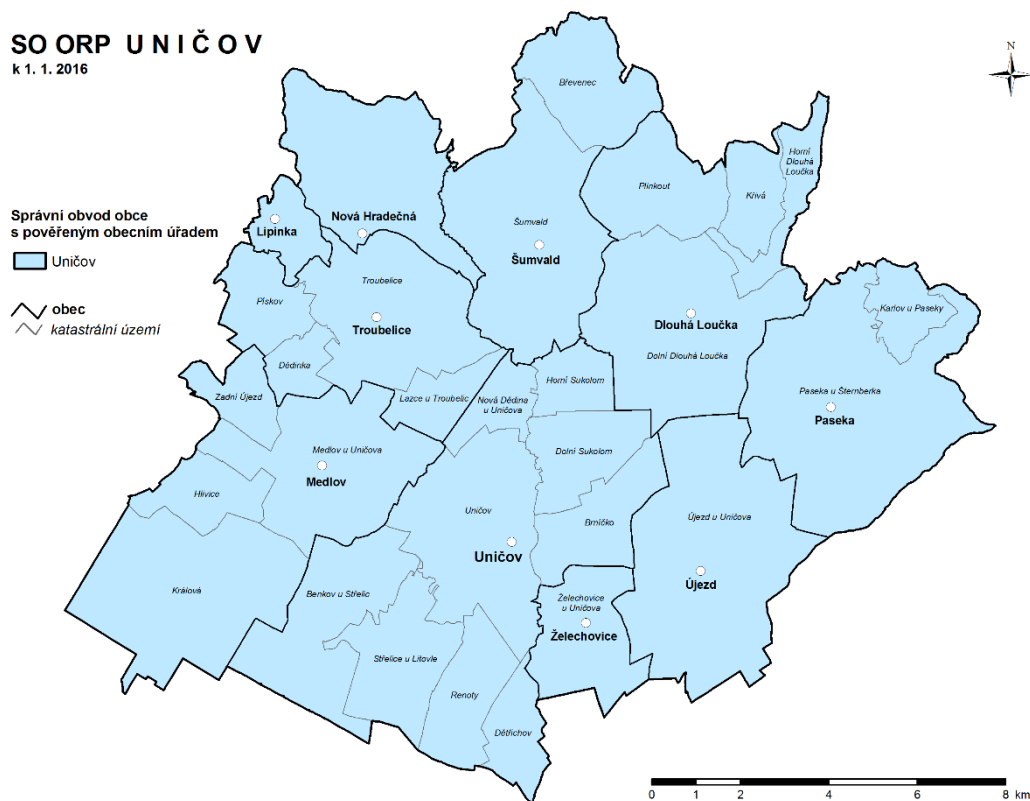 SO ORP UNIČOV
k 1. 1. 2016
N
Správní obvod obce
s pověřeným obecním úřadem
Uničov
obec
katastrální území
Břevenec
Plinkout
Křivá
Horní
Dlouhá
Loučka
Lipinka
Nová Hradečná
Šumvald
Šumvald
Troubelice
Troubelice
Pískov
Dědinka
Lazce u Troubelic
Dlouhá Loučka
Dolní Dlouhá Loučka
Karlov u Paseky
Paseka u Šternberka
Paseka
Zadní Újezd
Nová Dědina
u Uničova
Horní Sukolom
Dolní Sukolom
Medlov u Uničova
Medlov
Hlivice
Uničov
Uničov
Brníčko
Újezd u Uničova
Újezd
Králová
Benkov u Střelic
Želechovice
u Uničova
Želechovice
Střelice u Litovle
Renoty
Dětřichov
0 1 2 4 6 8 km